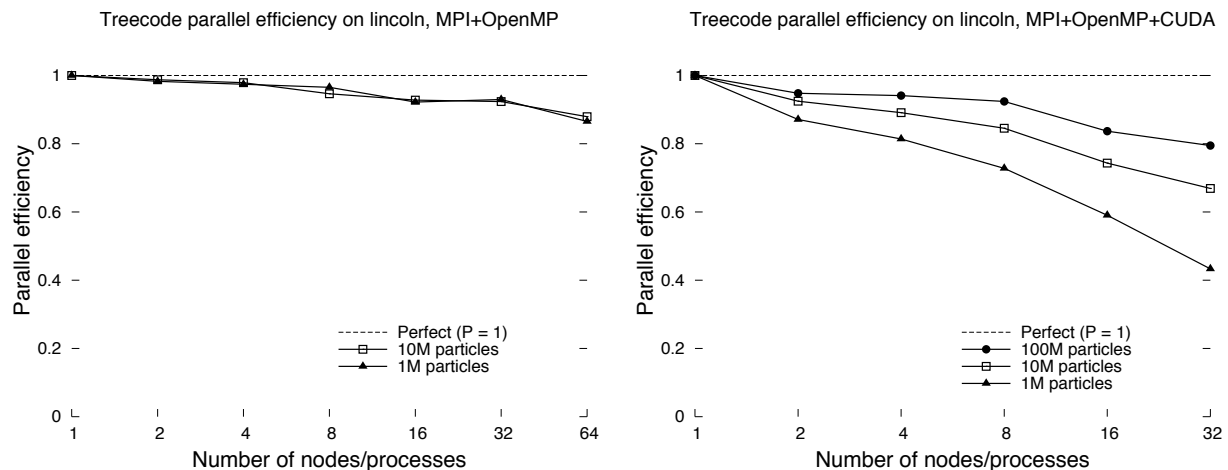 Treecode parallel efficiency on lincoln, MPI+OpenMP
1
0.8
0.6
0.4
0.2
0
Parallel efficiency
Perfect (P = 1)
10M particles
1M particles
1 2 4 8 16 32 64
Number of nodes/processes
Treecode parallel efficiency on lincoln, MPI+OpenMP+CUDA
1
0.8
0.6
0.4
0.2
0
Parallel efficiency
Perfect (P = 1)
100M particles
10M particles
1M particles
1 2 4 8 16 32
Number of nodes/processes